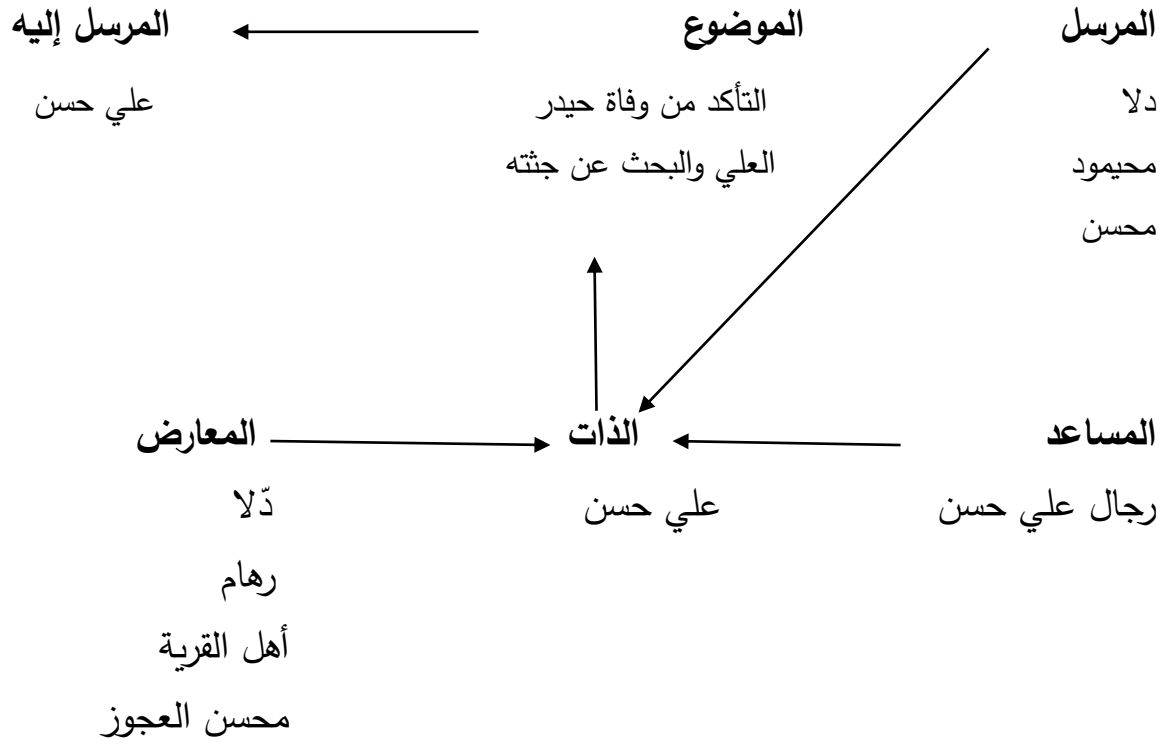 المرسل الموضوع المرسل إليه
دلا التأكد من وفاة حيدر علي حسن
محيمود العلي والبحث عن جثته
محسن
المساعد الذات المعارض
رجال علي حسن علي حسن دّلا
رهام
أهل القرية
محسن العجوز